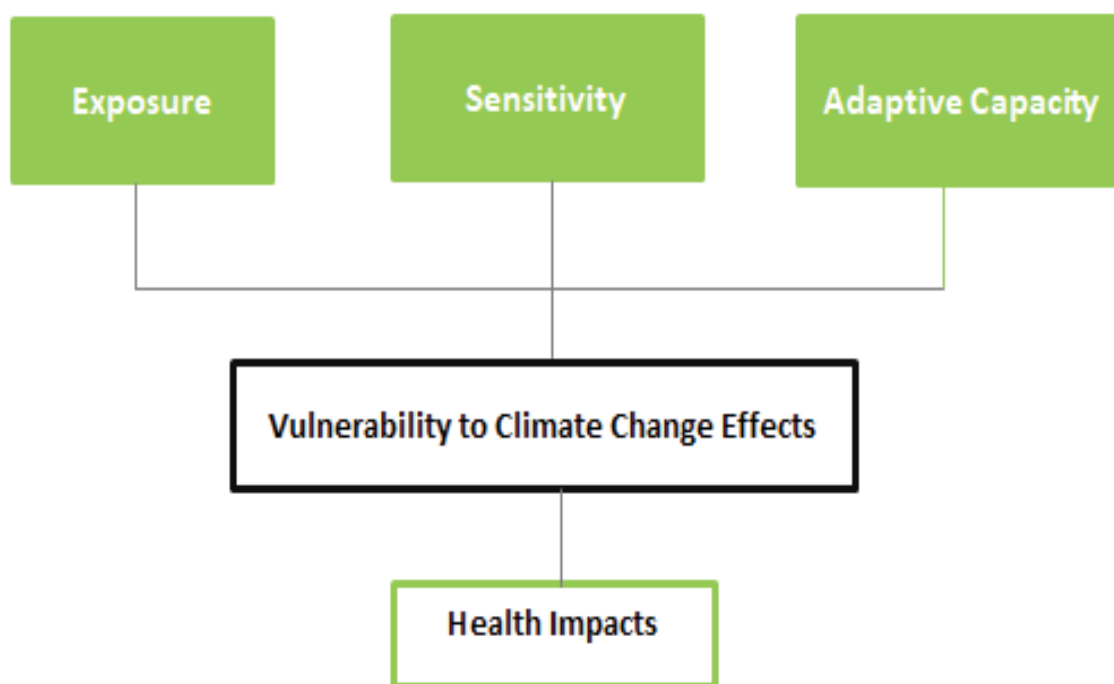 Exposure
Sensitivity
Adaptive Capacity
Vulnerability to Climate Change Effects
Health Impacts